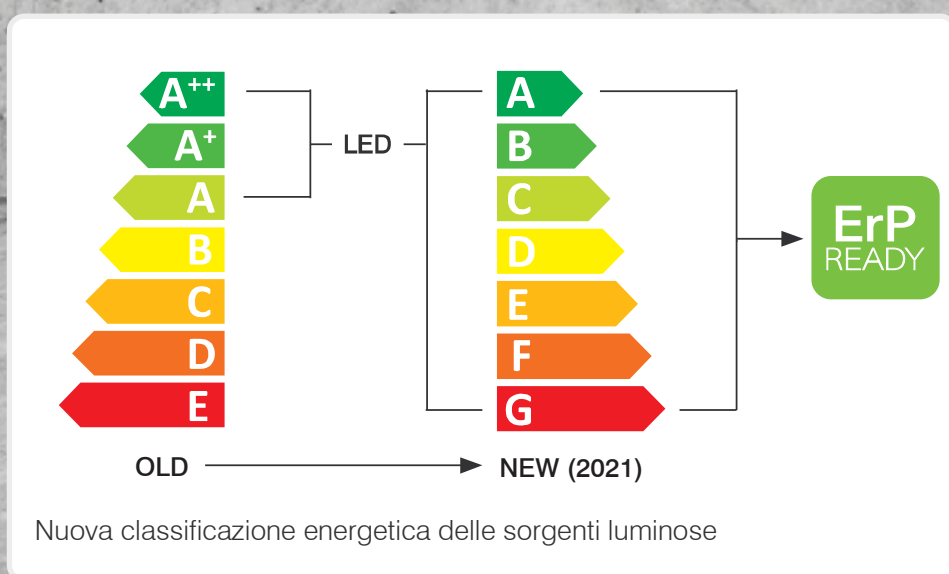 A++
A+
A
B
C
D
E
LED
A
B
C
D
E
F
G
ErP
READY
OLD
NEW (2021)
Nuova classificazione energetica delle sorgenti luminose